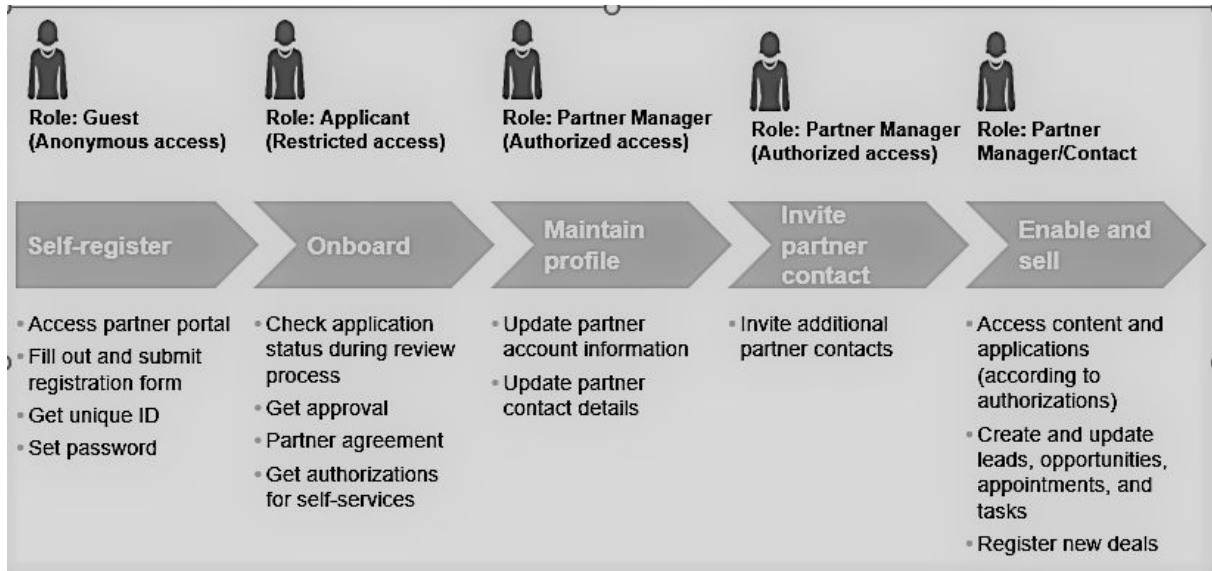 Role: Guest
(Anonymous access)
Role: Applicant
(Restricted access)
Role: Partner Manager
(Authorized access)
Role: Partner Manager
(Authorized access)
Role: Partner
Manager/Contact
Self-register
Onboard
Maintain
profile
Invite
partner
contact
Enable and
sell
• Access partner portal
• Fill out and submit
registration form
• Get unique ID
• Set password
• Check application
status during review
process
• Get approval
• Partner agreement
• Get authorizations
for self-services
• Update partner
account information
• Update partner
contact details
• Invite additional
partner contacts
• Access content and
applications
(according to
authorizations)
• Create and update
leads, opportunities,
appointments, and
tasks
• Register new deals